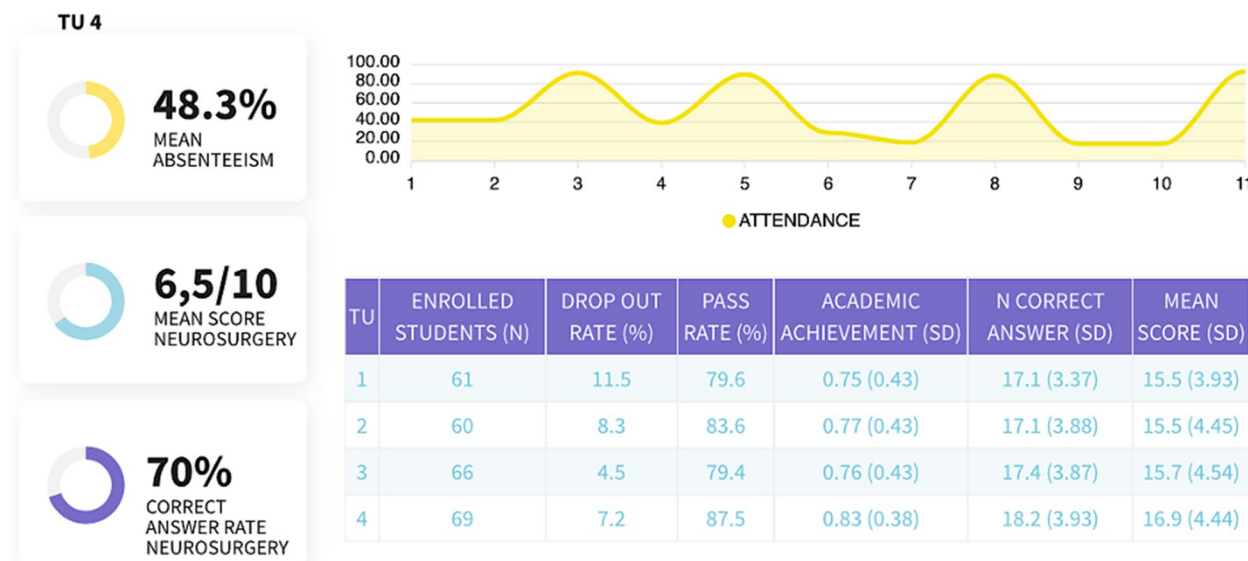 TU 4
48.3%
MEAN
ABSENTEEISM
6,5/10
MEAN SCORE
NEUROSURGERY
70%
CORRECT
ANSWER RATE
NEUROSURGERY
100.00
80.00
60.00
40.00
20.00
0.00
1 2 3 4 5 6 7 8 9 10 11
ATTENDANCE
TU ENROLLED STUDENTS (N) DROP OUT RATE (%) PASS RATE (%) ACADEMIC ACHIEVEMENT (SD) N CORRECT ANSWER (SD) MEAN SCORE (SD)
1 61 11.5 79.6 0.75 (0.43) 17.1 (3.37) 15.5 (3.93)
2 60 8.3 83.6 0.77 (0.43) 17.1 (3.88) 15.5 (4.45)
3 66 4.5 79.4 0.76 (0.43) 17.4 (3.87) 15.7 (4.54)
4 69 7.2 87.5 0.83 (0.38) 18.2 (3.93) 16.9 (4.44)